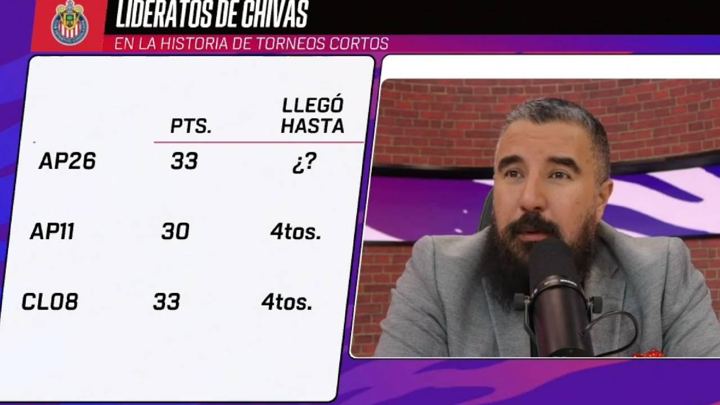 LIDERATOS DE CHIVAS
EN LA HISTORIA DE TORNEOS CORTOS
PTS. LLEGÓ HASTA
AP26 33 ¿?
AP11 30 4tos.
CL08 33 4tos.